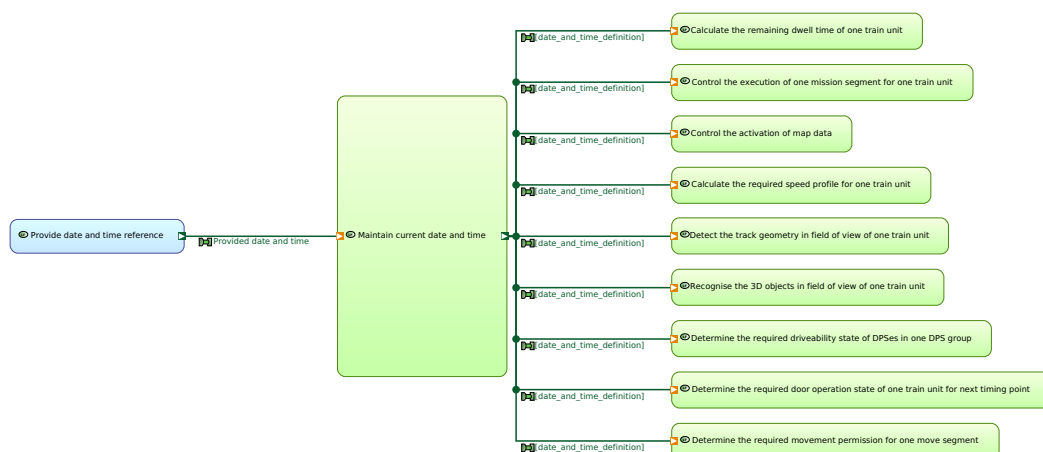 Calculate the remaining dwell time of one train unit
[date_and_time_definition]
Control the execution of one mission segment for one train unit
[date_and_time_definition]
Control the activation of map data
[date_and_time_definition]
Calculate the required speed profile for one train unit
[date_and_time_definition]
Provide date and time reference
Provided date and time
Maintain current date and time
Detect the track geometry in field of view of one train unit
[date_and_time_definition]
Recognise the 3D objects in field of view of one train unit
[date_and_time_definition]
Determine the required driveability state of DPSes in one DPS group
[date_and_time_definition]
Determine the required door operation state of one train unit for next timing point
[date_and_time_definition]
Determine the required movement permission for one move segment
[date_and_time_definition]